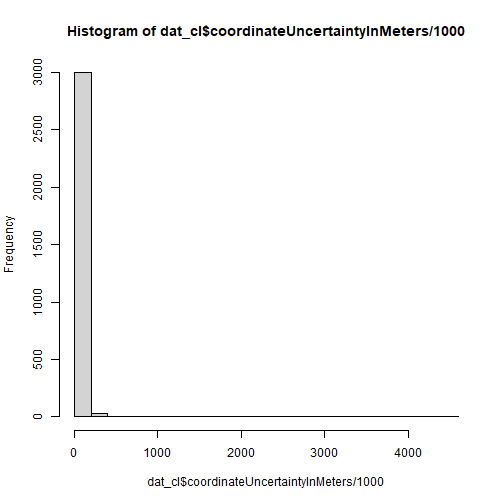 Histogram of dat_cl$coordinateUncertaintyInMeters/1000
3000
2500
2000
1500
1000
500
0
Frequency
0 1000 2000 3000 4000
dat_cl$coordinateUncertaintyInMeters/1000